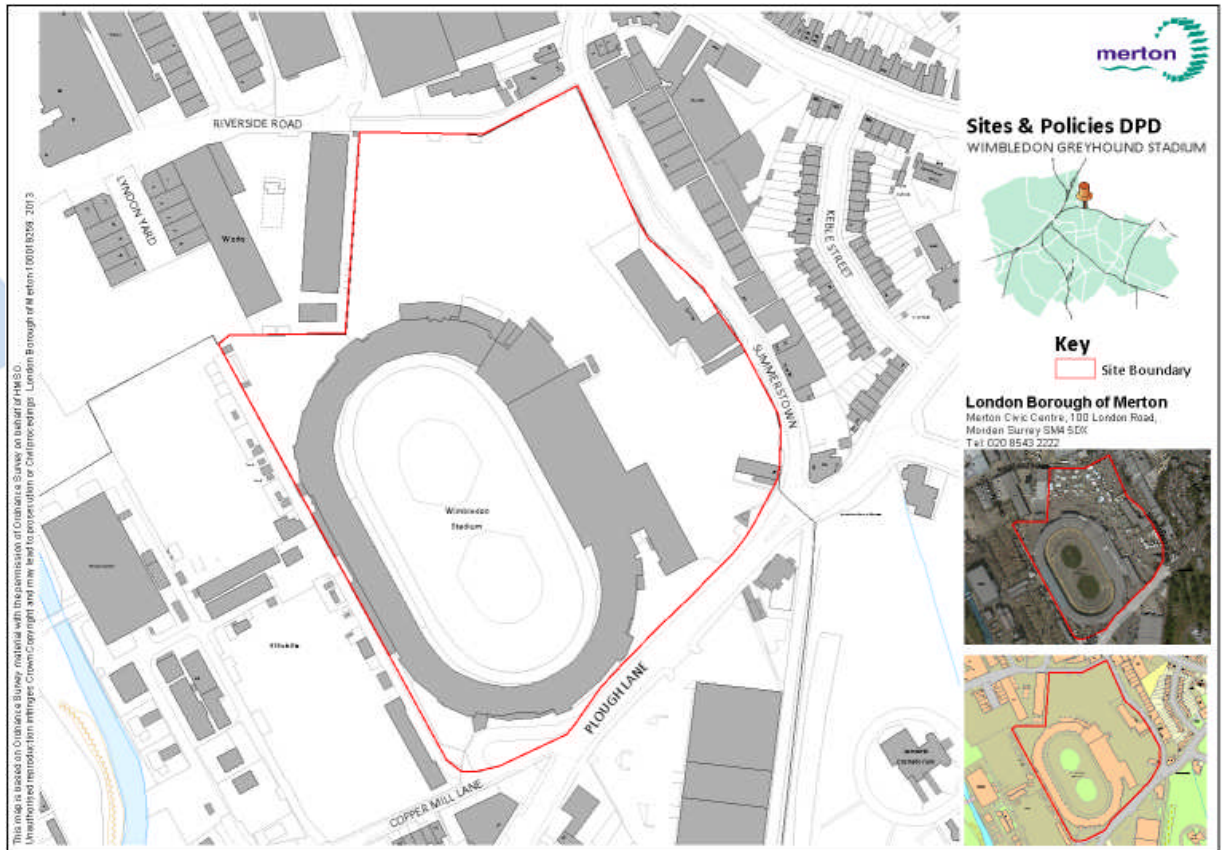 RIVERSIDE ROAD
LYNDON YARD
Works
KEBLE STREET
SUMMERSTOWN
Wimbledon
Stadium
PLOUGH LANE
COPPER MILL LANE
This map is based on Ordnance Survey material with the permission of Ordnance Survey on behalf of HMSO.
Unauthorised reproduction infringes Crown Copyright and may lead to prosecution or Civil proceedings. London Borough of Merton 100019259. 2013
merton
Sites & Policies DPD
WIMBLEDON GREYHOUND STADIUM
Key
Site Boundary
London Borough of Merton
Merton Civic Centre, 100 London Road,
Morden Surrey SM4 5DX
Tel: 020 8543 2222